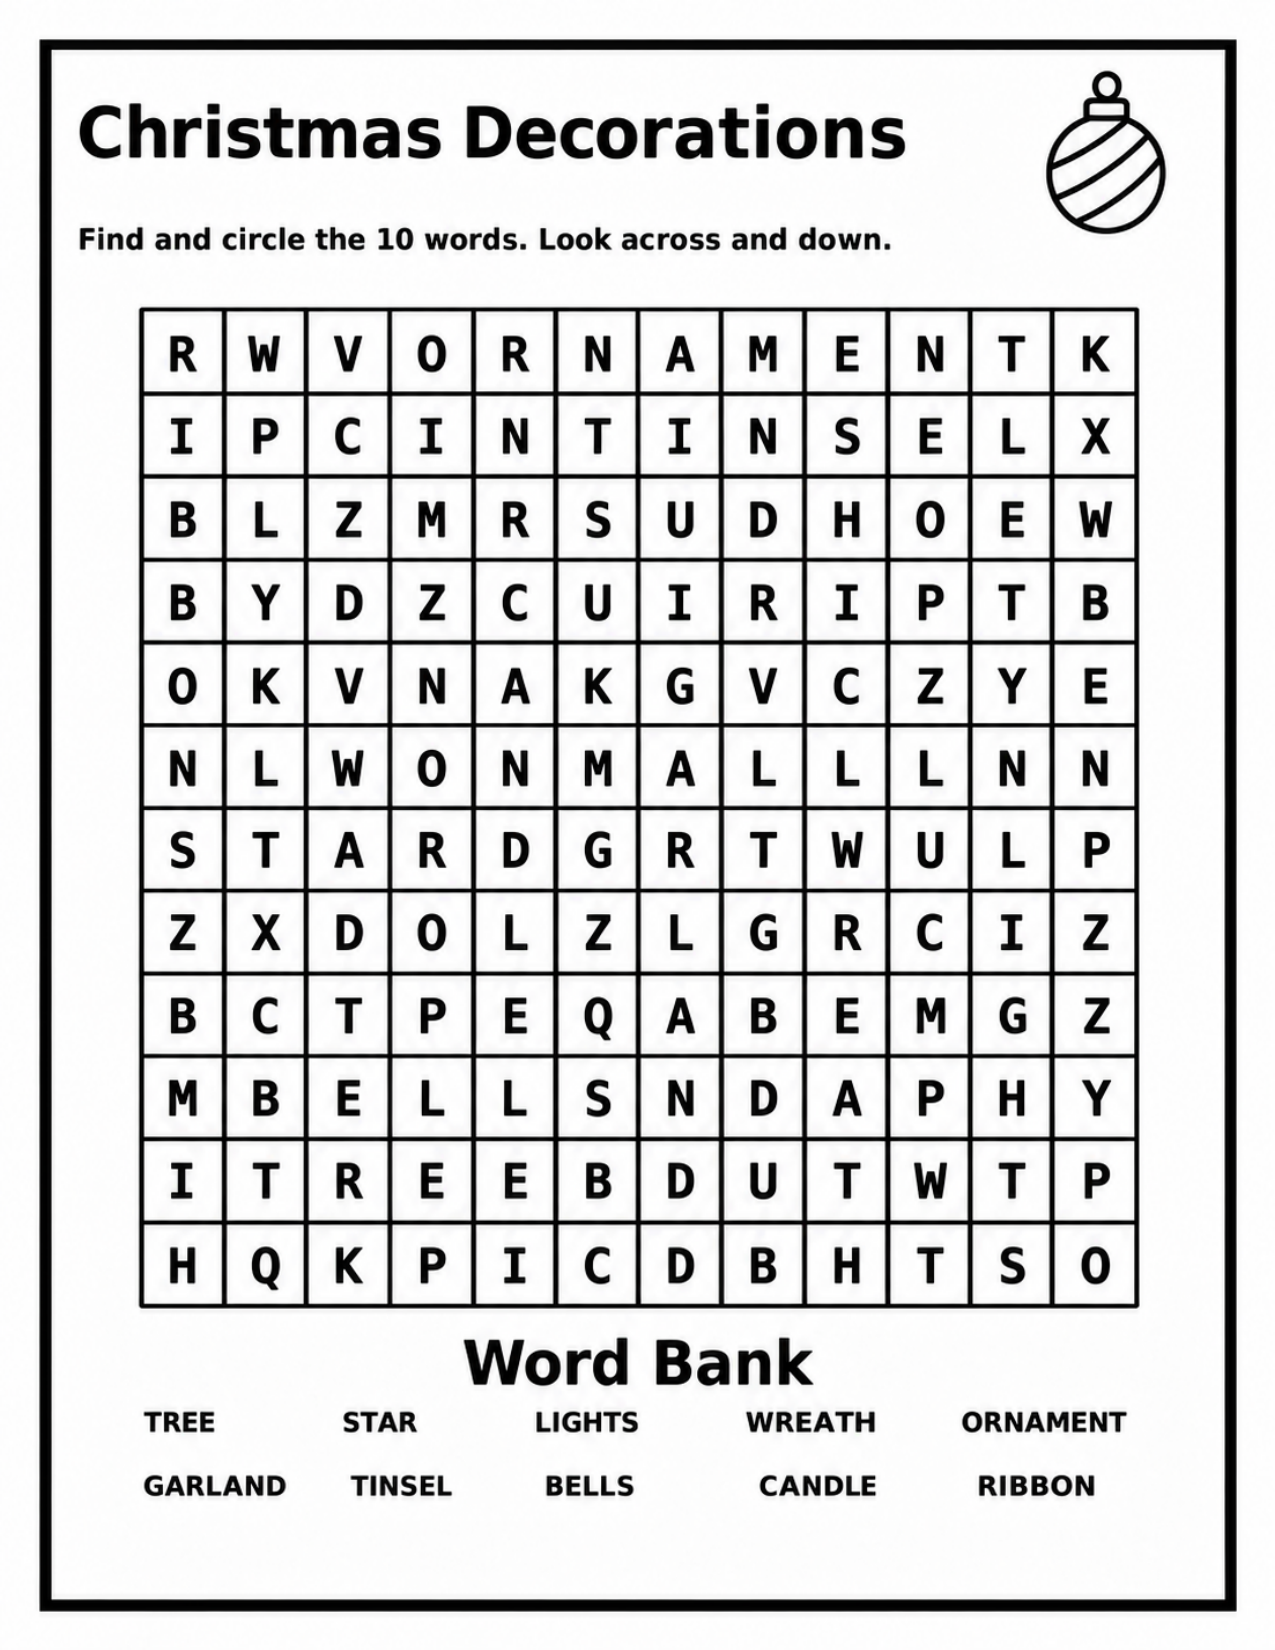 Christmas Decorations
Find and circle the 10 words. Look across and down.
R W V O R N A M E N T K
I P C I N T I N S E L X
B L Z M R S U D H O E W
B Y D Z C U I R I P T B
O K V N A K G V C Z Y E
N L W O N M A L L L N N
S T A R D G R T W U L P
Z X D O L Z L G R C I Z
B C T P E Q A B E M G Z
M B E L L S N D A P H Y
I T R E E B D U T W T P
H Q K P I C D B H T S O
Word Bank
TREE STAR LIGHTS WREATH ORNAMENT
GARLAND TINSEL BELLS CANDLE RIBBON